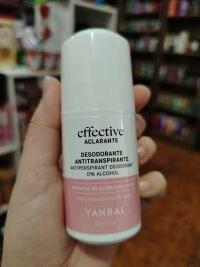 effective
ACLARANTE
DESODORANTE
ANTITRANSPIRANTE
ANTIPERSPIRANT DEODORANT
0% ALCOHOL
YANBAL